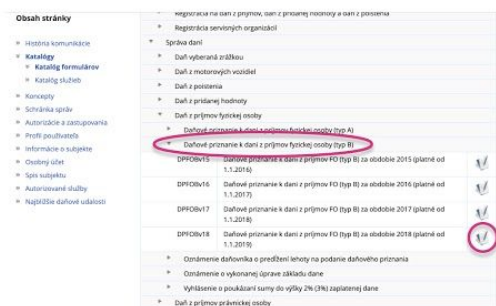 Obsah stránky
História komunikácie
Katalógy
Katalóg formulárov
Katalóg služieb
Koncepty
Schránka správ
Autorizácie a zastupovania
Profil používateľa
Informácie o subjekte
Osobný účet
Spis subjektu
Autorizované služby
Najbližšie daňové udalosti
Registrácia na daň z príjmov, daň z pridanej hodnoty a daň z poistenia
Registrácia servisných organizácií
Správa daní
Daň vyberaná zrážkou
Daň z motorových vozidiel
Daň z poistenia
Daň z pridanej hodnoty
Daň z príjmov fyzickej osoby
Daňové priznanie k dani z príjmov fyzickej osoby (typ A)
Daňové priznanie k dani z príjmov fyzickej osoby (typ B)
DPFOBv15 Daňové priznanie k dani z príjmov FO (typ B) za obdobie 2015 (platné od
1.1.2016)
DPFOBv16 Daňové priznanie k dani z príjmov FO (typ B) za obdobie 2016 (platné od
1.1.2017)
DPFOBv17 Daňové priznanie k dani z príjmov FO (typ B) za obdobie 2017 (platné od
1.1.2018)
DPFOBv18 Daňové priznanie k dani z príjmov FO (typ B) za obdobie 2018 (platné od
1.1.2019)
Oznámenie daňovníka o predĺžení lehoty na podanie daňového priznania
Oznámenie o vykonanej úprave základu dane
Vyhlásenie o poukázaní sumy do výšky 2% (3%) zaplatenej dane
Daň z príjmov právnickej osoby